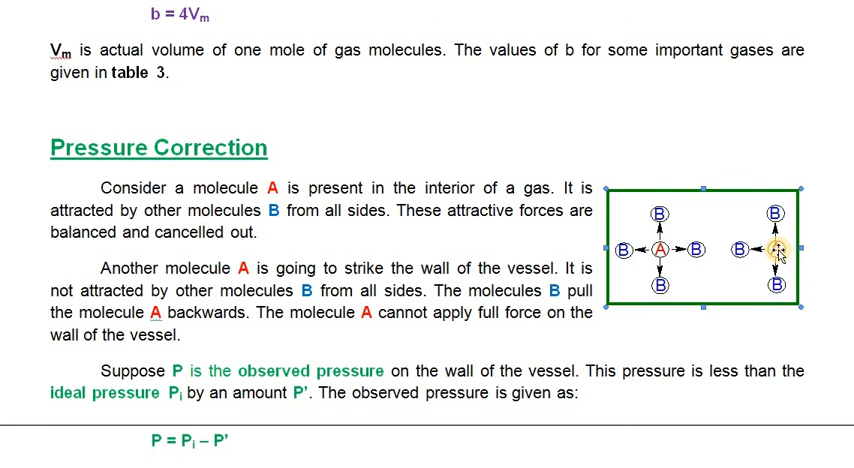 b = 4Vm
Vm is actual volume of one mole of gas molecules. The values of b for some important gases are
given in table 3.
Pressure Correction
Consider a molecule A is present in the interior of a gas. It is
attracted by other molecules B from all sides. These attractive forces are
balanced and cancelled out.
Another molecule A is going to strike the wall of the vessel. It is
not attracted by other molecules B from all sides. The molecules B pull
the molecule A backwards. The molecule A cannot apply full force on the
wall of the vessel.
B B
B A B B
B B
Suppose P is the observed pressure on the wall of the vessel. This pressure is less than the
ideal pressure Pi by an amount P'. The observed pressure is given as:
P = Pi – P'